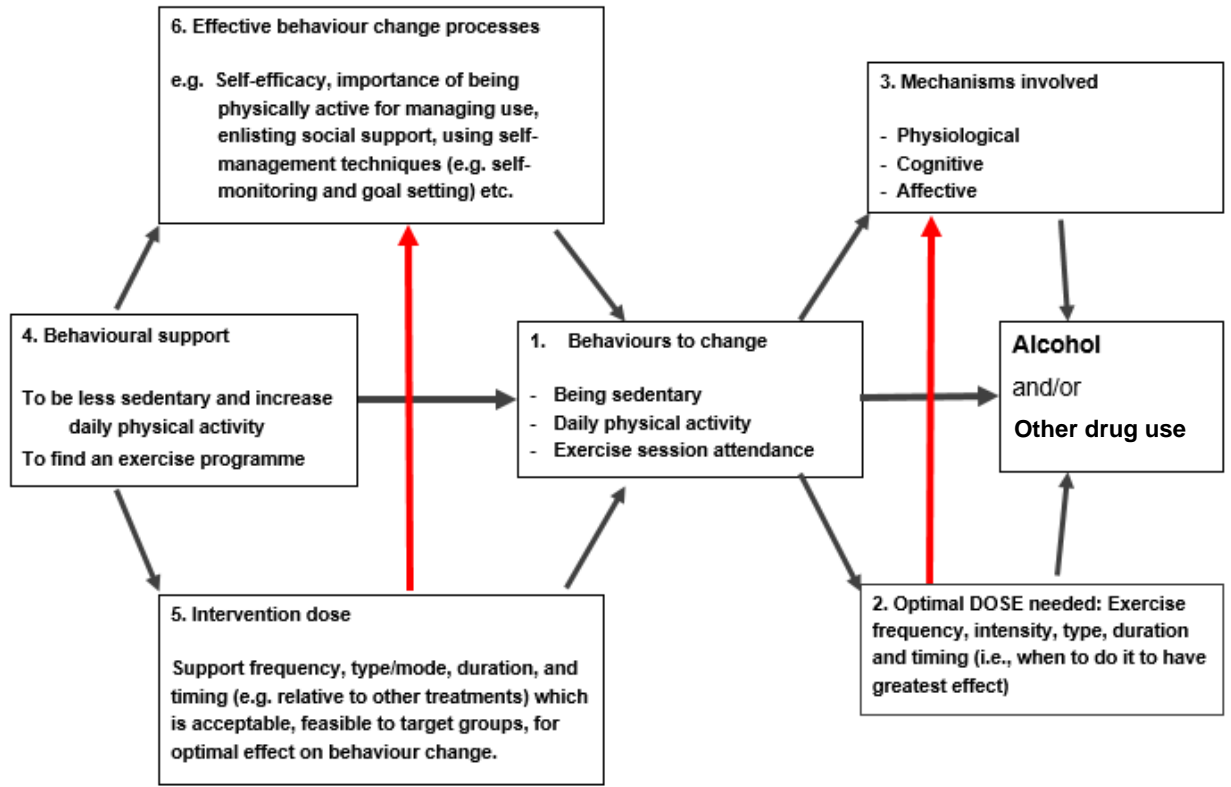 6. Effective behaviour change processes
e.g. Self-efficacy, importance of being
physically active for managing use,
enlisting social support, using self-
management techniques (e.g. self-
monitoring and goal setting) etc.
3. Mechanisms involved
- Physiological
- Cognitive
- Affective
4. Behavioural support
To be less sedentary and increase
daily physical activity
To find an exercise programme
1. Behaviours to change
- Being sedentary
- Daily physical activity
- Exercise session attendance
Alcohol
and/or
Other drug use
5. Intervention dose
Support frequency, type/mode, duration, and
timing (e.g. relative to other treatments) which
is acceptable, feasible to target groups, for
optimal effect on behaviour change.
2. Optimal DOSE needed: Exercise
frequency, intensity, type, duration
and timing (i.e., when to do it to have
greatest effect)